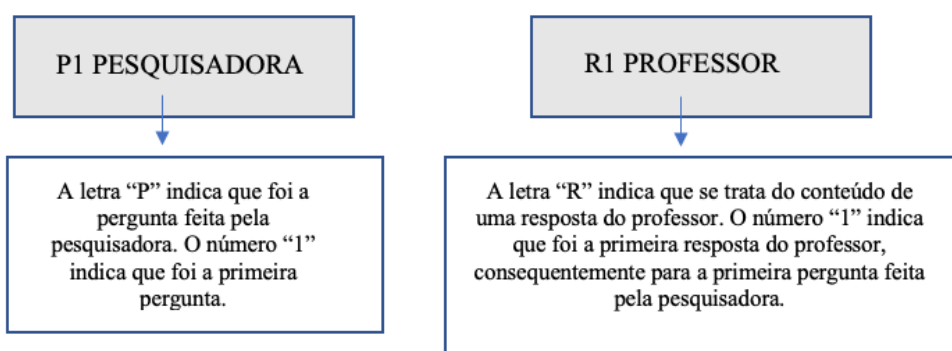 P1 PESQUISADORA
A letra “P” indica que foi a
pergunta feita pela
pesquisadora. O número “1”
indica que foi a primeira
pergunta.
R1 PROFESSOR
A letra “R” indica que se trata do conteúdo de
uma resposta do professor. O número “1” indica
que foi a primeira resposta do professor,
consequentemente para a primeira pergunta feita
pela pesquisadora.